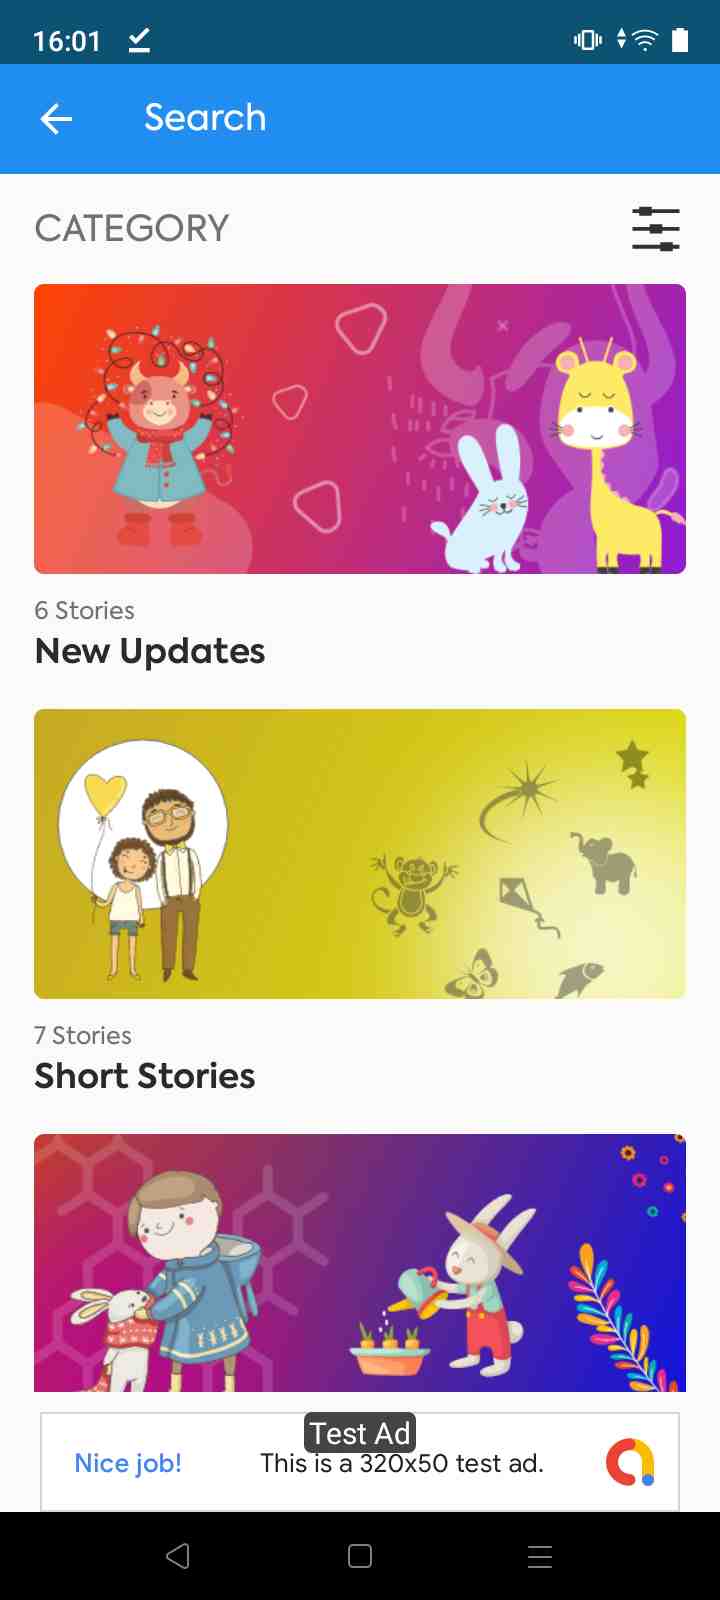 16:01
Search
CATEGORY
6 Stories
New Updates
7 Stories
Short Stories
Test Ad
Nice job!
This is a 320x50 test ad.